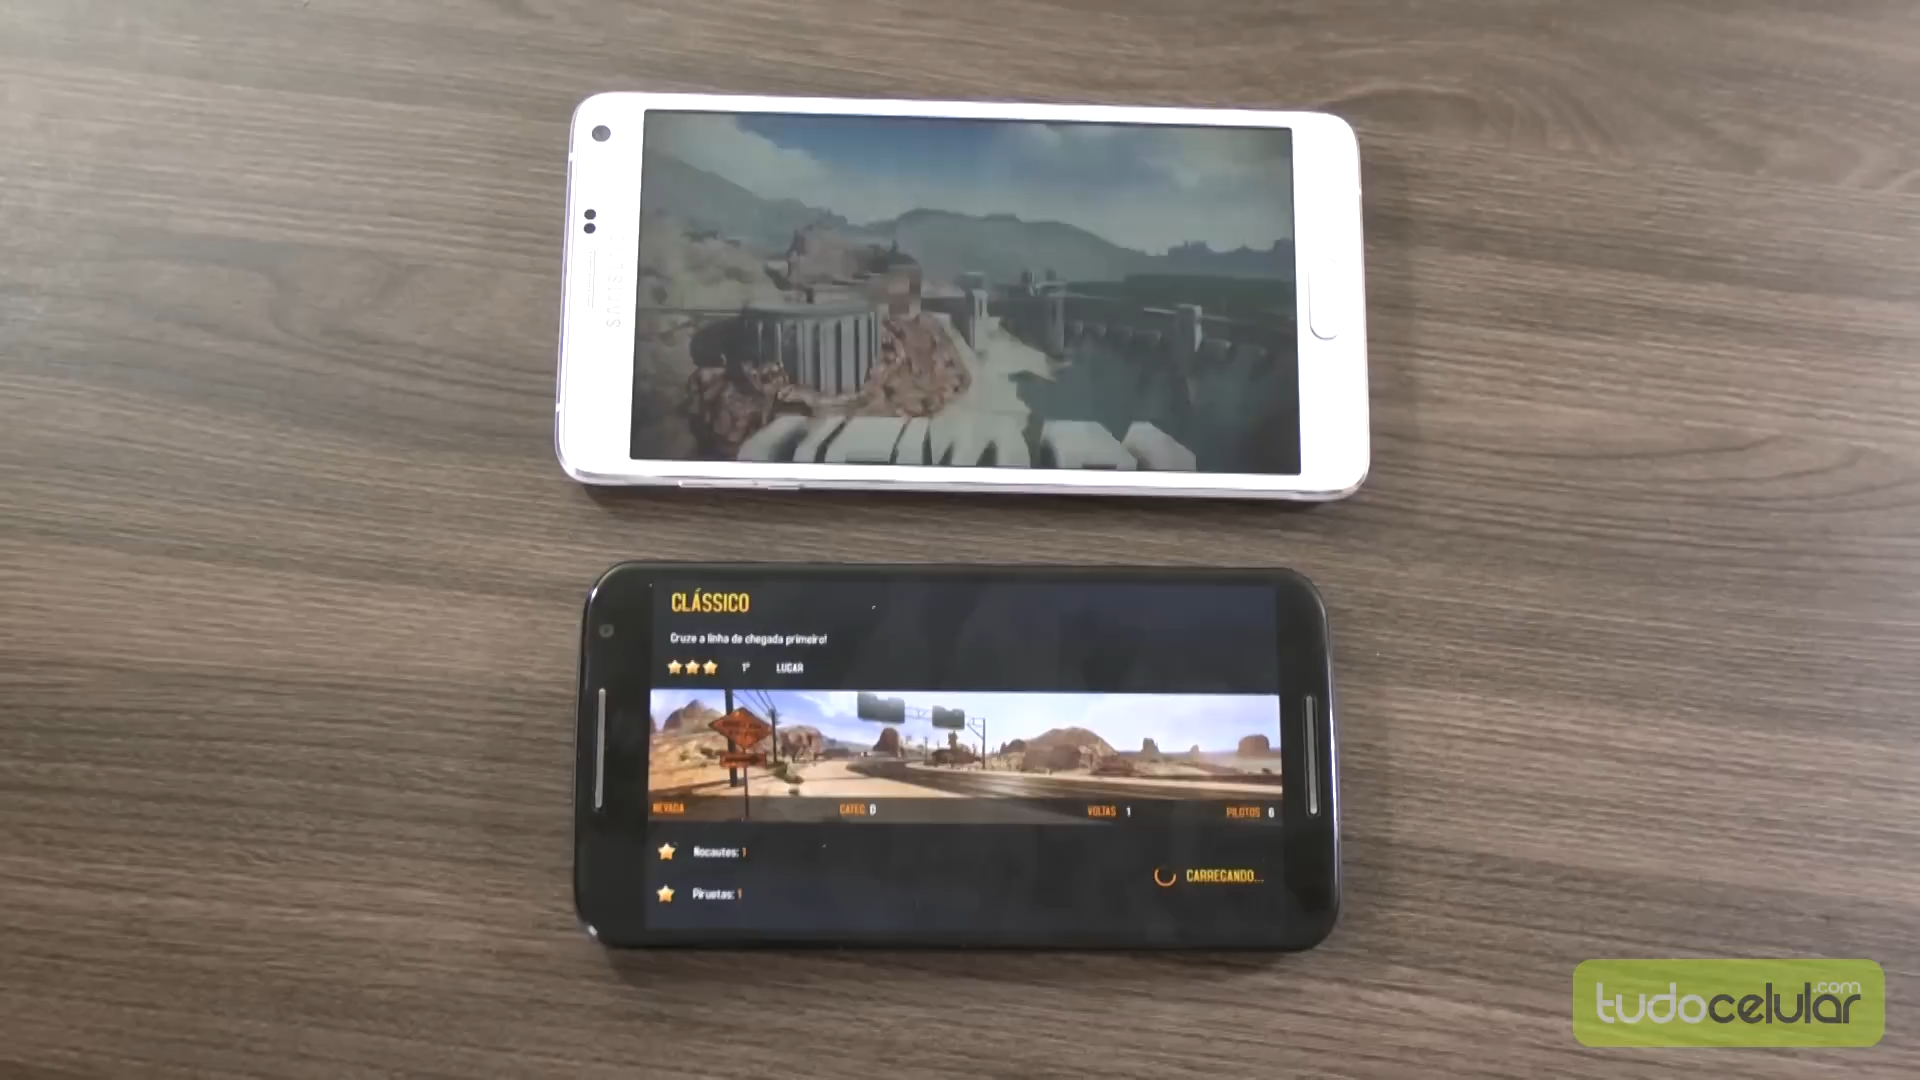 SAMSUNG
CLÁSSICO
Cruze a linha de chegada primeiro!
1º LUGAR
NEVADA CATEG. D VOLTAS 1 PILOTOS 6
Nocautes: 1
CARREGANDO...
Piruetas: 1
tudocelular.com